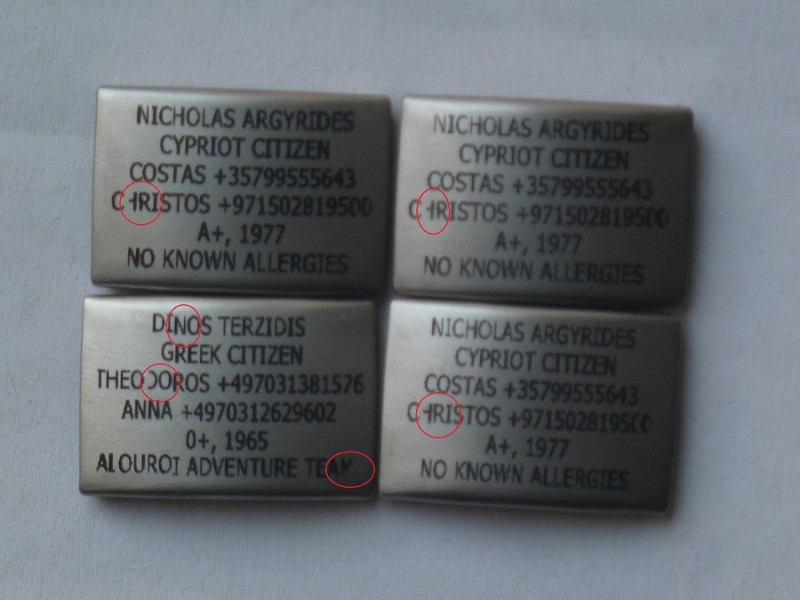 NICHOLAS ARGYRIDES
CYPRIOT CITIZEN
COSTAS +35799555643
CHRISTOS +971502819500
A+, 1977
NO KNOWN ALLERGIES
NICHOLAS ARGYRIDES
CYPRIOT CITIZEN
COSTAS +35799555643
CHRISTOS +971502819500
A+, 1977
NO KNOWN ALLERGIES
DINOS TERZIDIS
GREEK CITIZEN
THEODOROS +497031381576
ANNA +4970312629602
0+, 1965
ALOUROI ADVENTURE TEAM
NICHOLAS ARGYRIDES
CYPRIOT CITIZEN
COSTAS +35799555643
CHRISTOS +971502819500
A+, 1977
NO KNOWN ALLERGIES